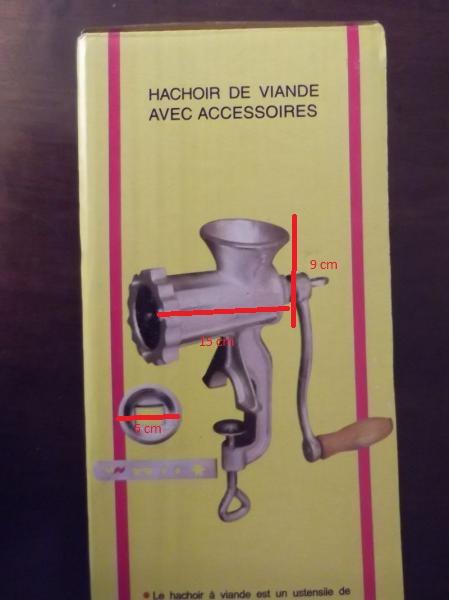 HACHOIR DE VIANDE
AVEC ACCESSOIRES
9 cm
15 cm
6 cm
• Le hachoir à viande est un ustensile de